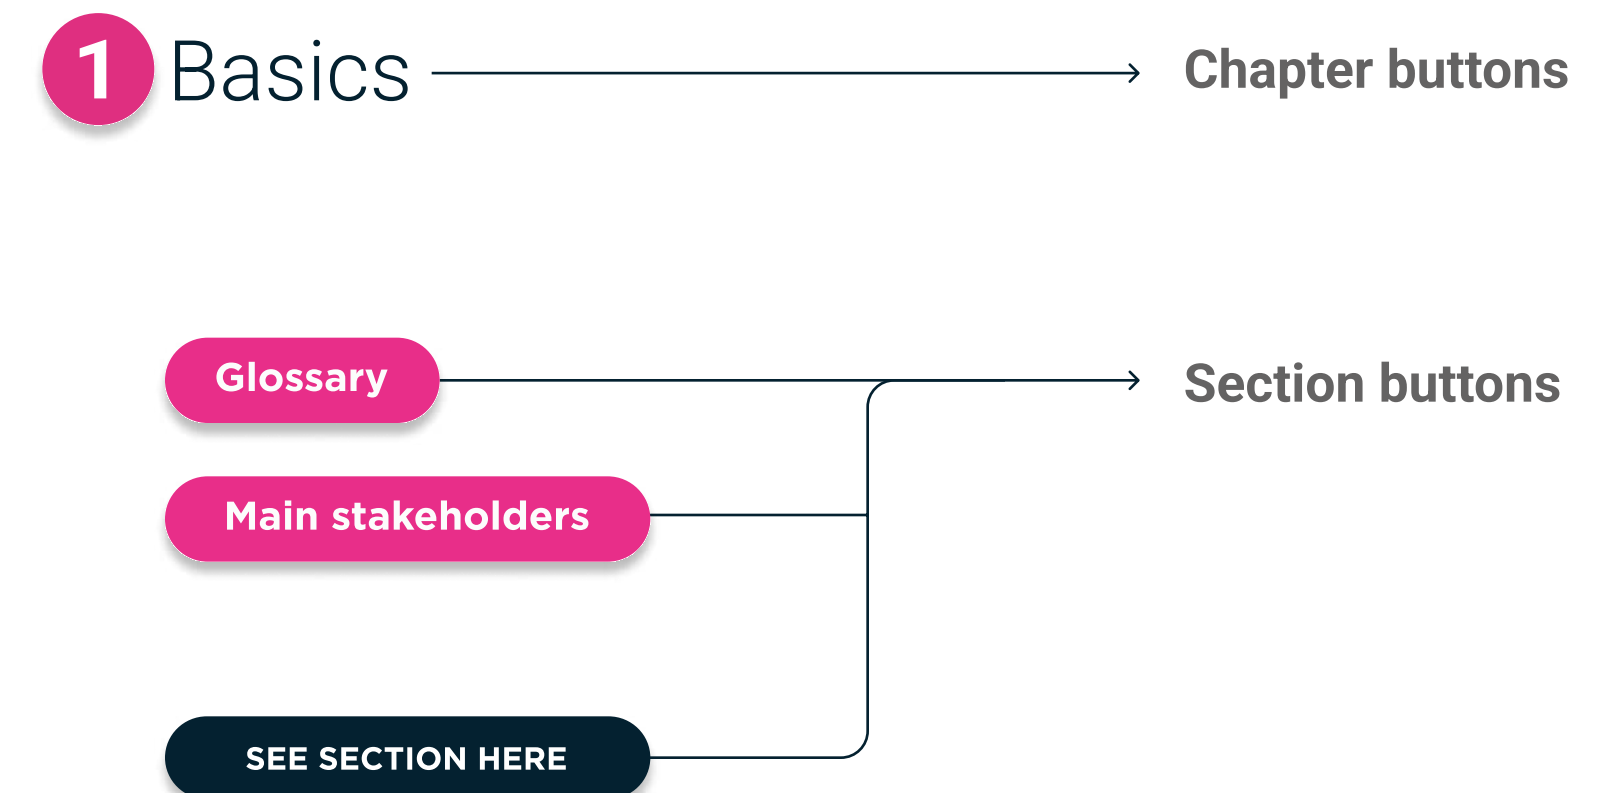 1 Basics
Chapter buttons
Glossary
Section buttons
Main stakeholders
SEE SECTION HERE